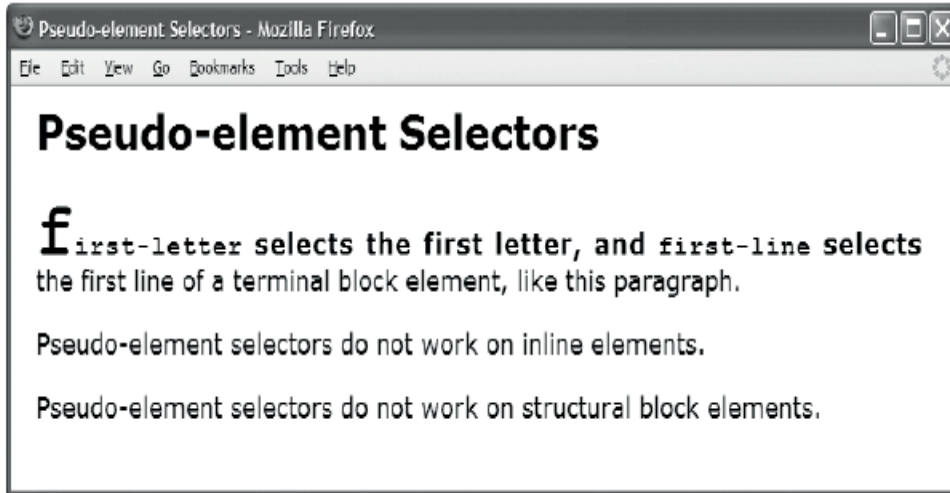 Pseudo-element Selectors - Mozilla Firefox
File Edit View Go Bookmarks Tools Help
Pseudo-element Selectors
first-letter selects the first letter, and first-line selects
the first line of a terminal block element, like this paragraph.
Pseudo-element selectors do not work on inline elements.
Pseudo-element selectors do not work on structural block elements.